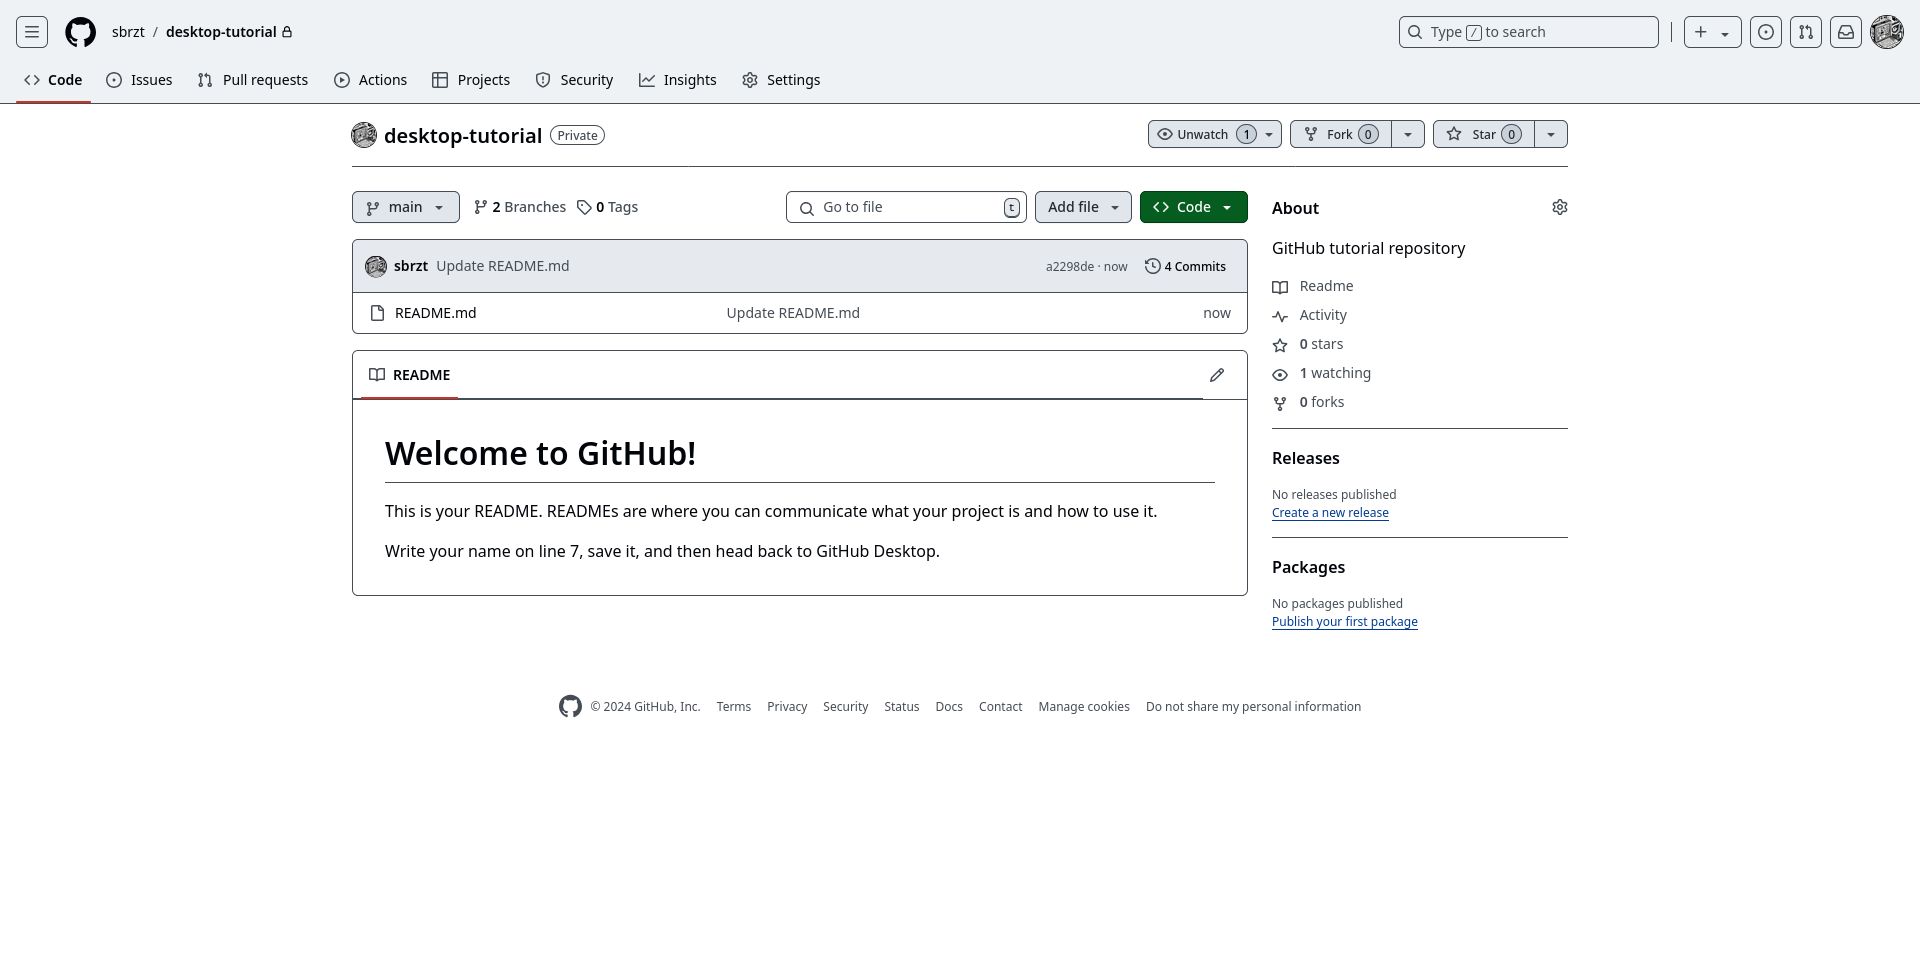 sbrzt / desktop-tutorial
Type / to search
Code Issues Pull requests Actions Projects Security Insights Settings
desktop-tutorial Private
Unwatch 1 Fork 0 Star 0
main 2 Branches 0 Tags Go to file t Add file Code
sbrzt Update README.md a2298de · now 4 Commits
README.md Update README.md now
README
Welcome to GitHub!
This is your README. READMEs are where you can communicate what your project is and how to use it.
Write your name on line 7, save it, and then head back to GitHub Desktop.
About
GitHub tutorial repository
Readme
Activity
0 stars
1 watching
0 forks
Releases
No releases published
Create a new release
Packages
No packages published
Publish your first package
© 2024 GitHub, Inc. Terms Privacy Security Status Docs Contact Manage cookies Do not share my personal information